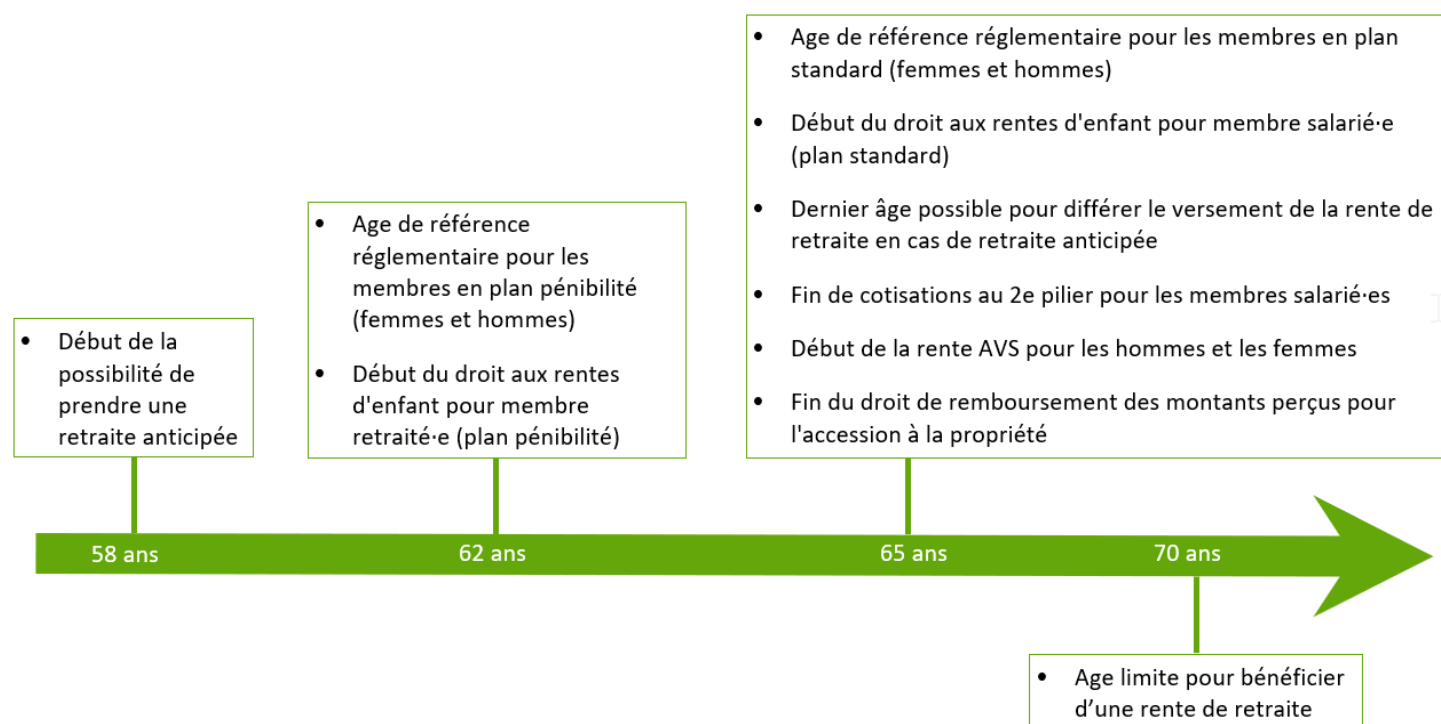 • Age de référence réglementaire pour les membres en plan
standard (femmes et hommes)
• Début du droit aux rentes d'enfant pour membre salarié·e
(plan standard)
• Dernier âge possible pour différer le versement de la rente de
retraite en cas de retraite anticipée
• Fin de cotisations au 2e pilier pour les membres salarié·es
• Début de la rente AVS pour les hommes et les femmes
• Fin du droit de remboursement des montants perçus pour
l'accession à la propriété
• Age de référence
réglementaire pour les
membres en plan pénibilité
(femmes et hommes)
• Début du droit aux rentes
d'enfant pour membre
retraité·e (plan pénibilité)
• Début de la
possibilité de
prendre une
retraite anticipée
58 ans
62 ans
65 ans
70 ans
• Age limite pour bénéficier
d’une rente de retraite